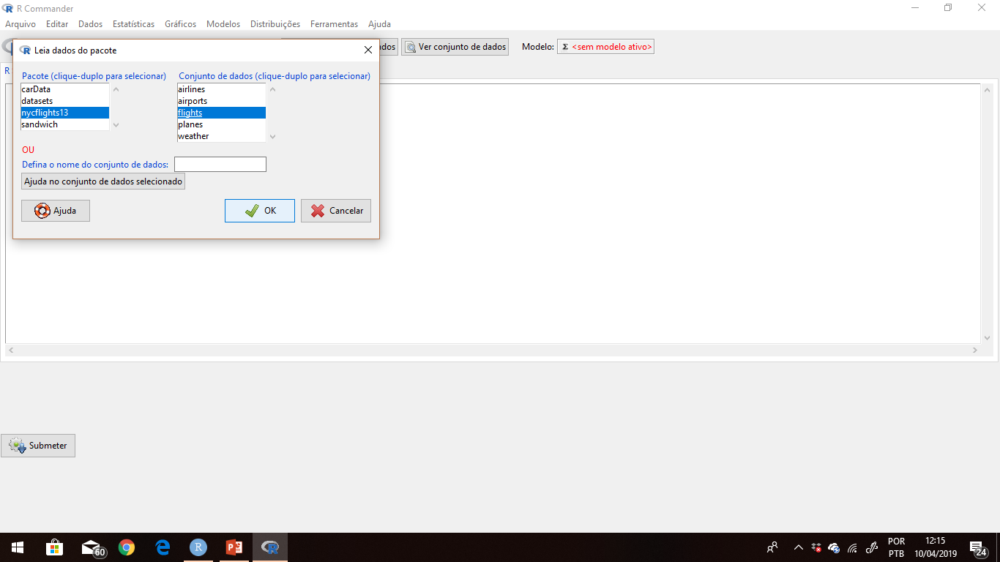 R Commander
Arquivo Editar Dados Estatísticas Gráficos Modelos Distribuições Ferramentas Ajuda
Leia dados do pacote
ados Ver conjunto de dados Modelo: Σ <sem modelo ativo>
R
Pacote (clique-duplo para selecionar) Conjunto de dados (clique-duplo para selecionar)
carData airlines
datasets airports
nycflights13 flights
sandwich planes
weather
OU
Defina o nome do conjunto de dados:
Ajuda no conjunto de dados selecionado
Ajuda OK Cancelar
Submeter
60
R
POR 12:15
PTB 10/04/2019
24